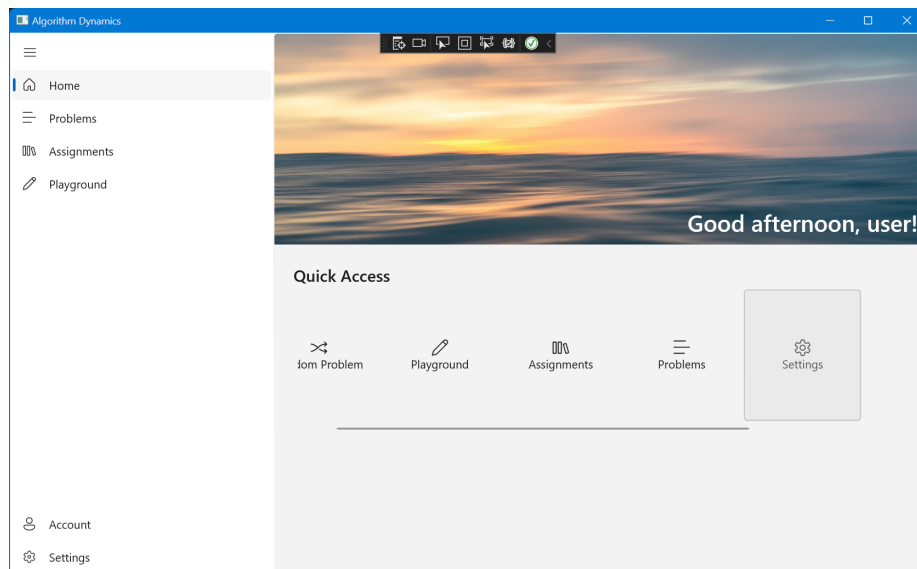 Algorithm Dynamics
Home
Problems
Assignments
Playground
Good afternoon, user!
Quick Access
dom Problem
Playground
Assignments
Problems
Settings
Account
Settings